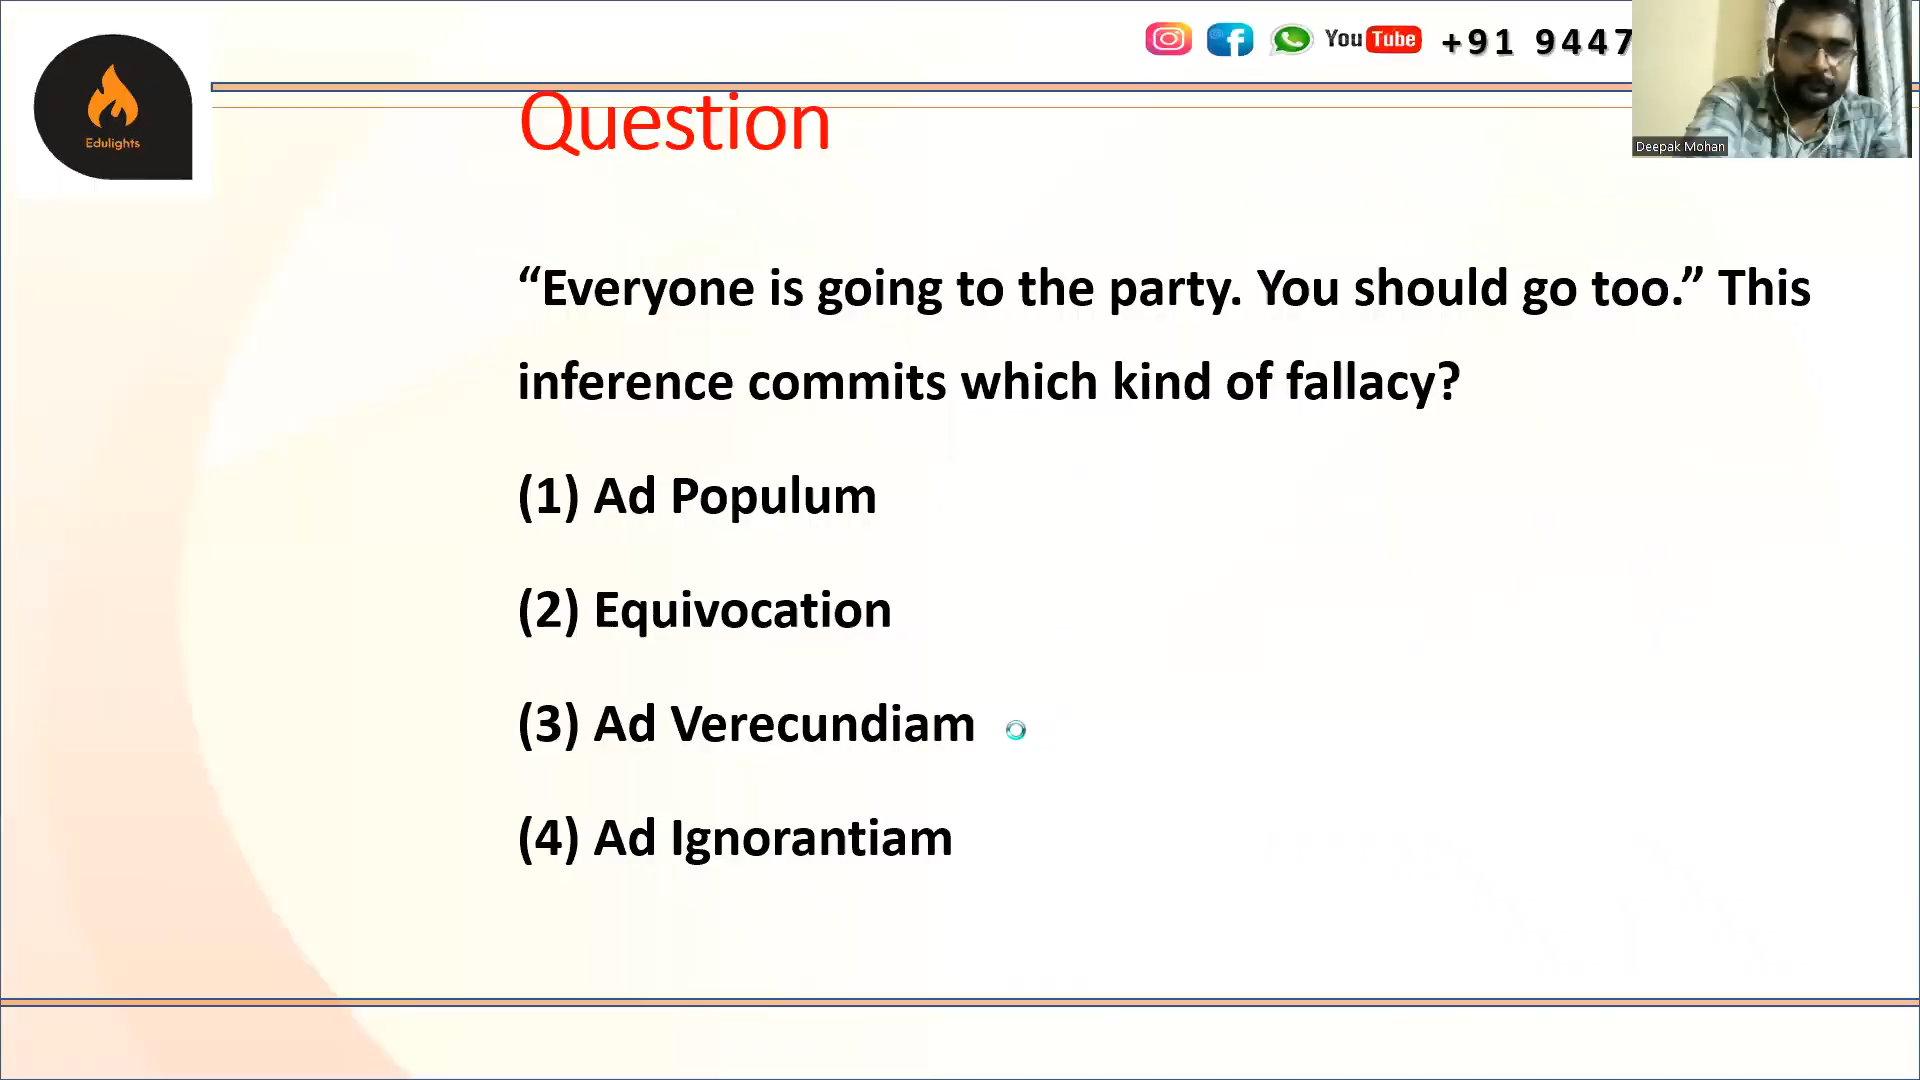 Edulights
You Tube +91 9447
Deepak Mohan
Question
“Everyone is going to the party. You should go too.” This
inference commits which kind of fallacy?
(1) Ad Populum
(2) Equivocation
(3) Ad Verecundiam
(4) Ad Ignorantiam